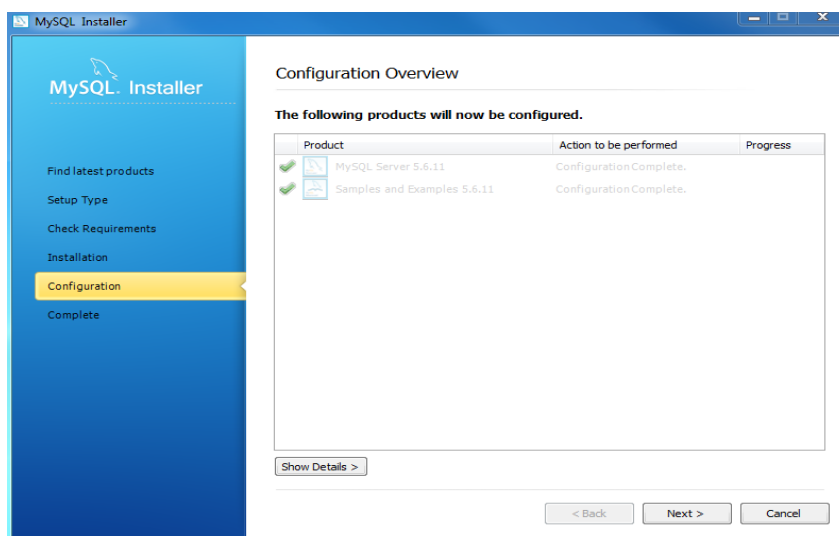 MySQL Installer
MySQL Installer
Find latest products
Setup Type
Check Requirements
Installation
Configuration
Complete
Configuration Overview
The following products will now be configured.
Product Action to be performed Progress
MySQL Server 5.6.11 Configuration Complete.
Samples and Examples 5.6.11 Configuration Complete.
Show Details >
< Back Next > Cancel